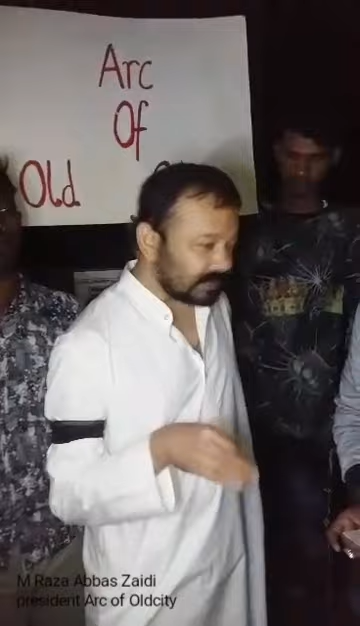 Arc
Of
Old
M Raza Abbas Zaidi
president Arc of Oldcity